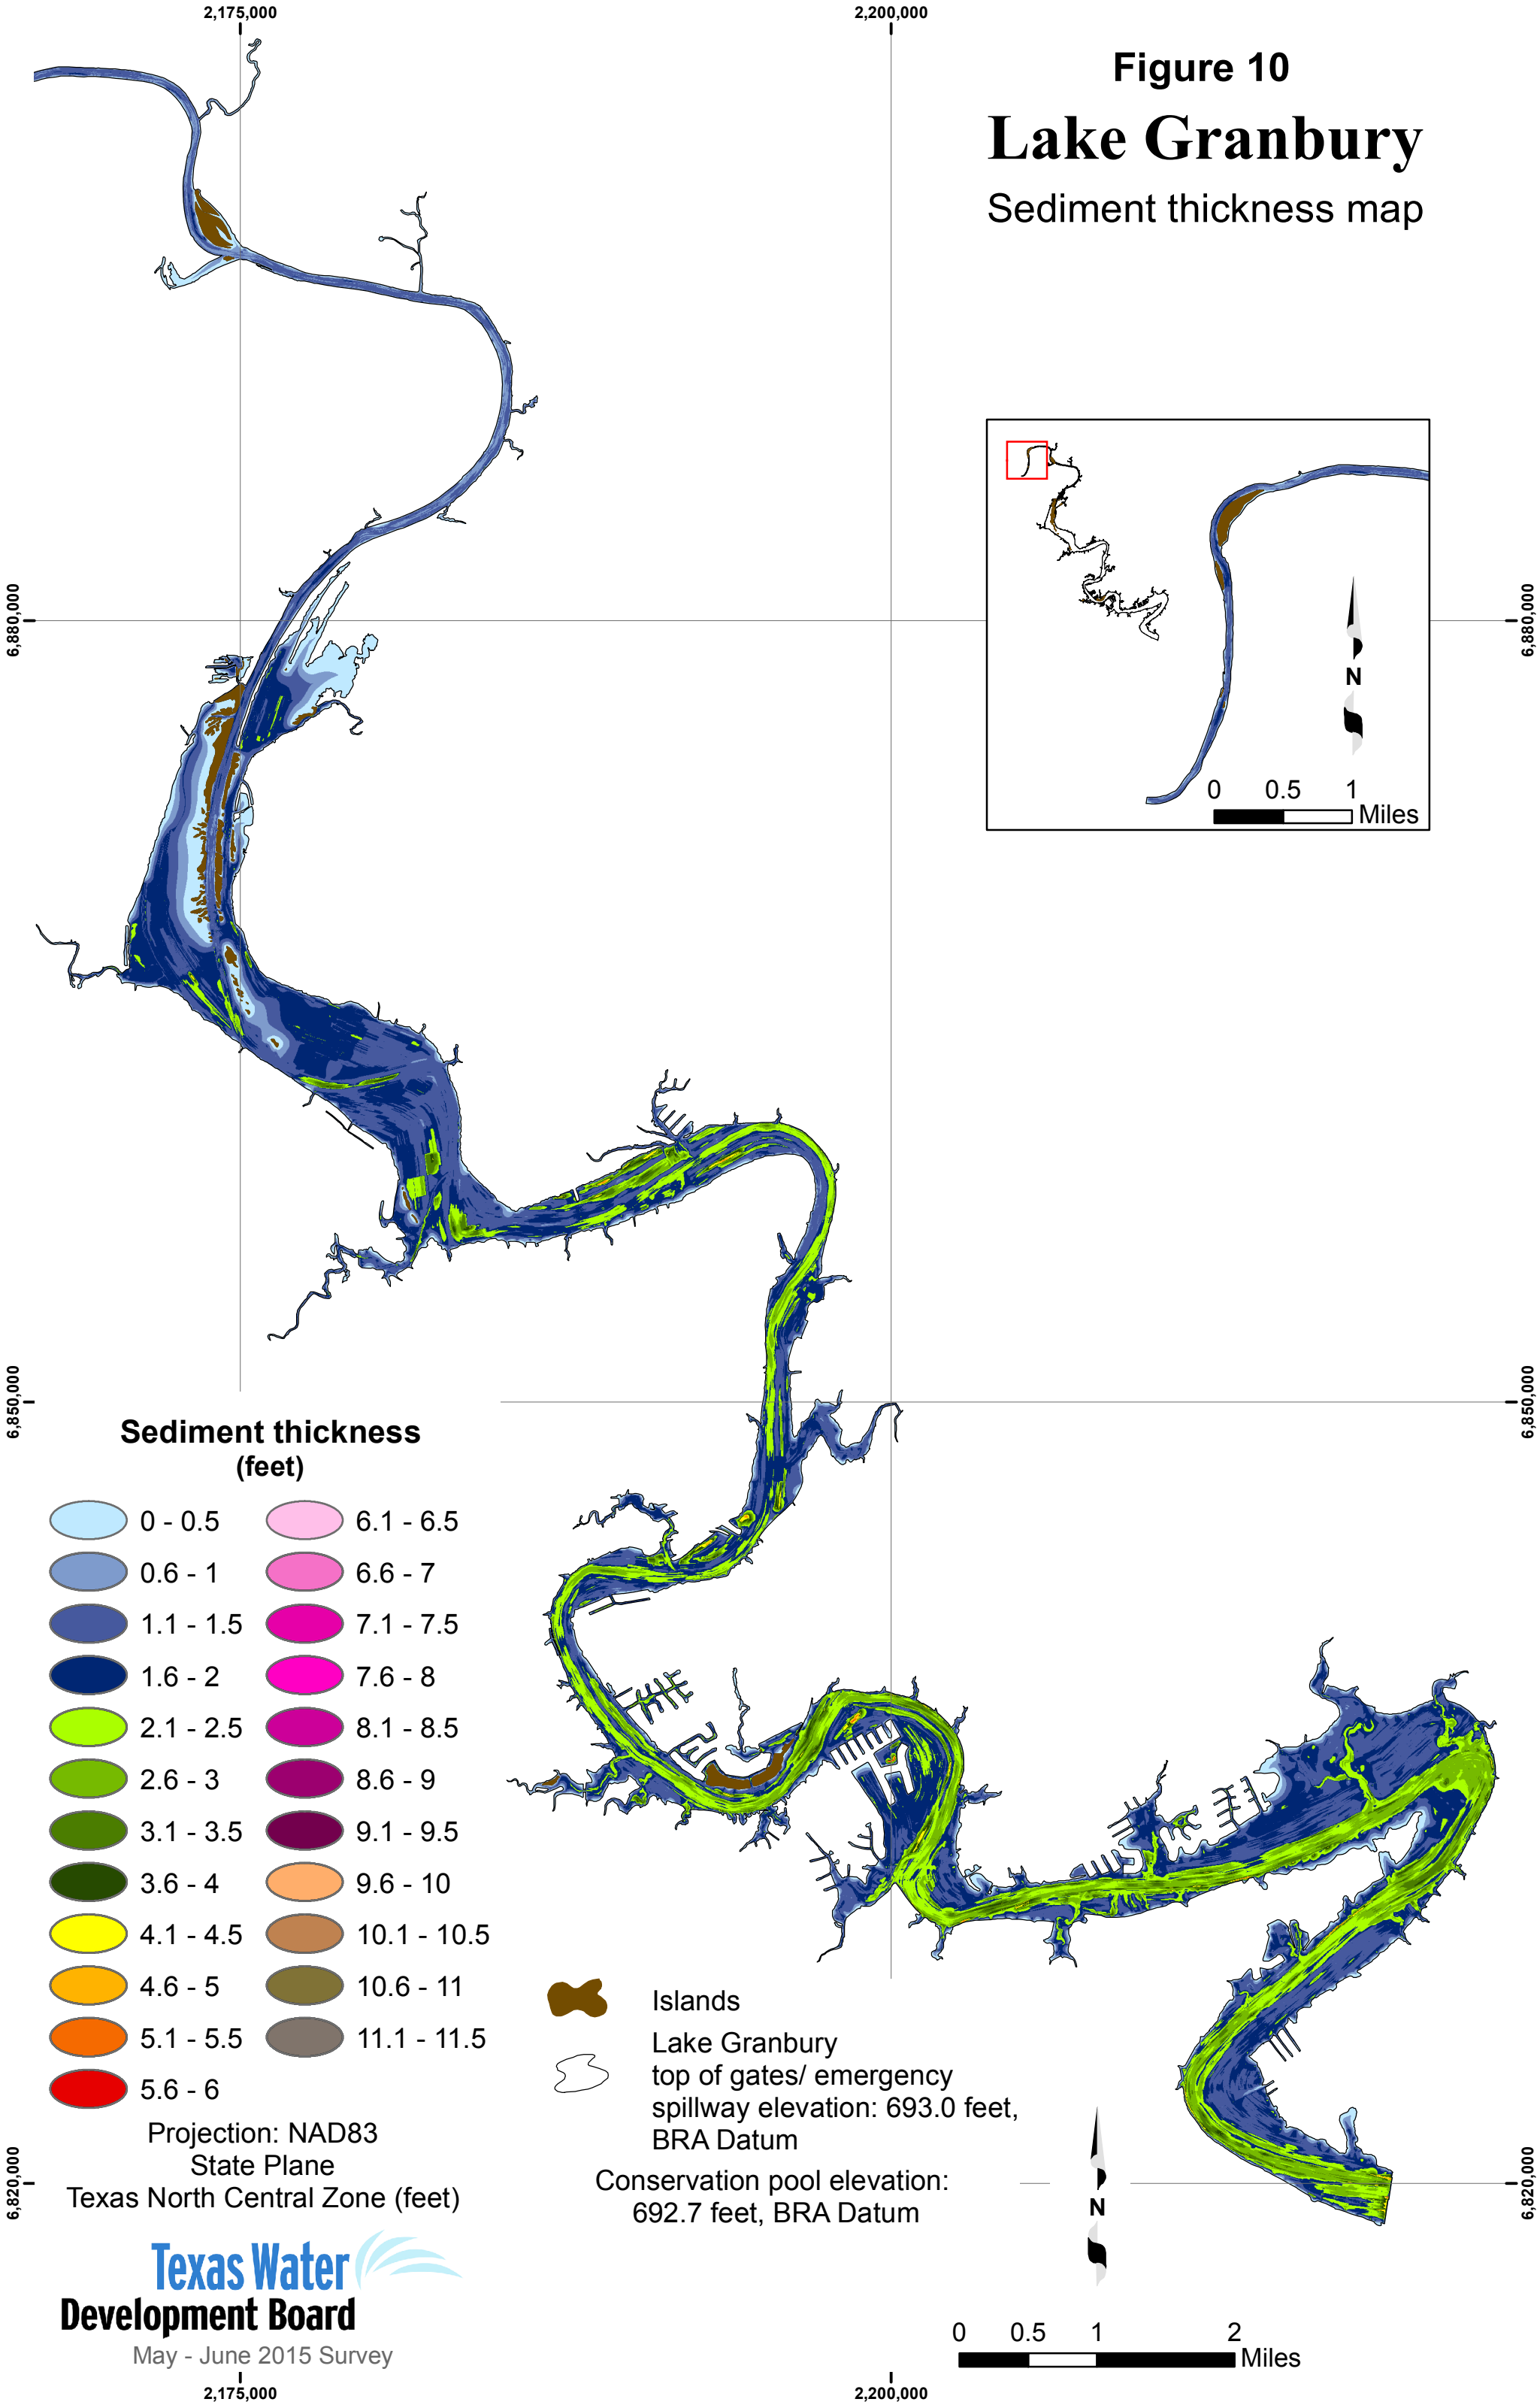 2,175,000
2,200,000
Figure 10
Lake Granbury
Sediment thickness map
6,880,000
6,880,000
N
0 0.5 1
Miles
6,850,000
6,850,000
Sediment thickness
(feet)
0 - 0.5
0.6 - 1
1.1 - 1.5
1.6 - 2
2.1 - 2.5
2.6 - 3
3.1 - 3.5
3.6 - 4
4.1 - 4.5
4.6 - 5
5.1 - 5.5
5.6 - 6
6.1 - 6.5
6.6 - 7
7.1 - 7.5
7.6 - 8
8.1 - 8.5
8.6 - 9
9.1 - 9.5
9.6 - 10
10.1 - 10.5
10.6 - 11
11.1 - 11.5
Islands
Lake Granbury
top of gates/ emergency
spillway elevation: 693.0 feet,
BRA Datum
Conservation pool elevation:
692.7 feet, BRA Datum
Projection: NAD83
State Plane
Texas North Central Zone (feet)
6,820,000
6,820,000
N
Texas Water
Development Board
May - June 2015 Survey
0 0.5 1 2
Miles
2,175,000
2,200,000